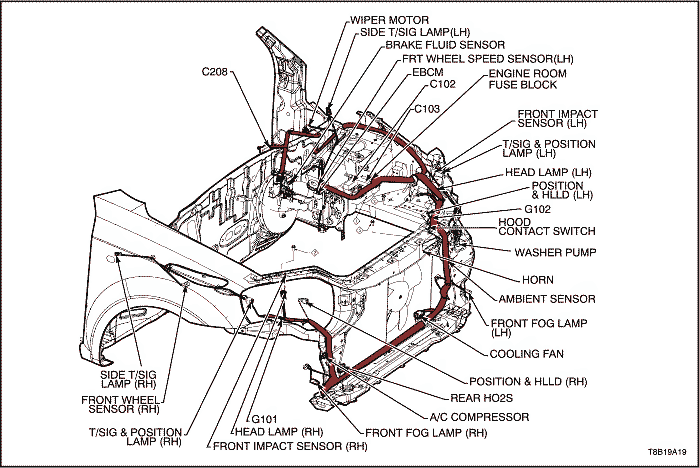 WIPER MOTOR
SIDE T/SIG LAMP(LH)
BRAKE FLUID SENSOR
FRT WHEEL SPEED SENSOR(LH)
EBCM
C102
C103
ENGINE ROOM
FUSE BLOCK
C208
FRONT IMPACT
SENSOR (LH)
T/SIG & POSITION
LAMP (LH)
HEAD LAMP (LH)
POSITION
& HLLD (LH)
G102
HOOD
CONTACT SWITCH
WASHER PUMP
HORN
AMBIENT SENSOR
FRONT FOG LAMP
(LH)
COOLING FAN
POSITION & HLLD (RH)
REAR HO2S
A/C COMPRESSOR
FRONT FOG LAMP (RH)
SIDE T/SIG
LAMP (RH)
FRONT WHEEL
SENSOR (RH)
T/SIG & POSITION
LAMP (RH)
G101
HEAD LAMP (RH)
FRONT IMPACT SENSOR (RH)
T8B19A19